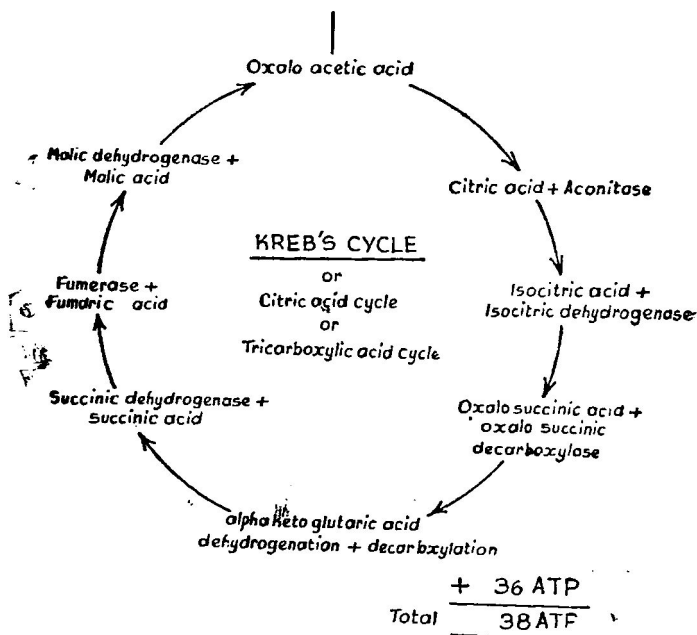 Oxalo acetic acid
Malic dehydrogenase +
Malic acid
Citric acid + Aconitase
KREB'S CYCLE
or
Citric acid cycle
or
Tricarboxylic acid Cycle
Fumerase +
Fumaric acid
Isocitric acid +
Isocitric dehydrogenase
Succinic dehydrogenase +
succinic acid
Oxalo succinic acid +
oxalo succinic
decarboxylase
alpha keto glutaric acid
dehydrogenation + decarbxylation
+ 36 ATP
Total 38 ATP